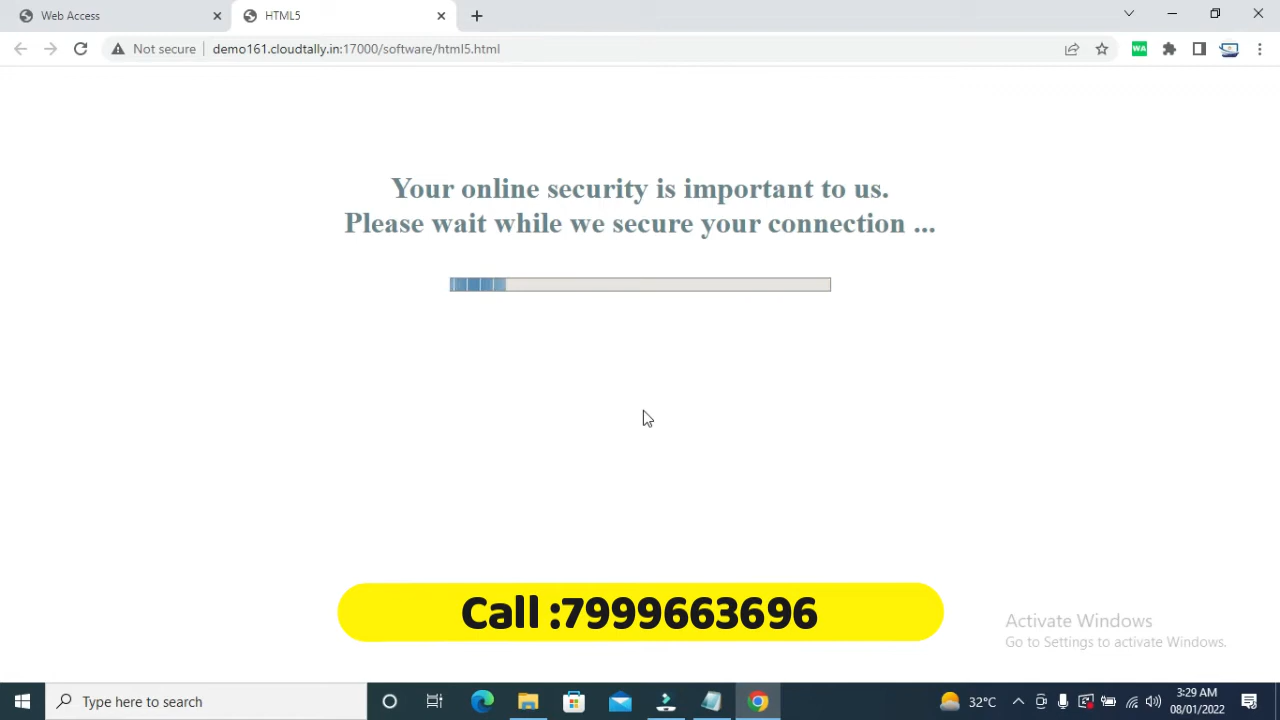 Web Access
HTML5
Not secure
demo161.cloudtally.in:17000/software/html5.html
WA
Your online security is important to us.
Please wait while we secure your connection ...
Call :7999663696
Activate Windows
Go to Settings to activate Windows.
Type here to search
32°C
3:29 AM
08/01/2022